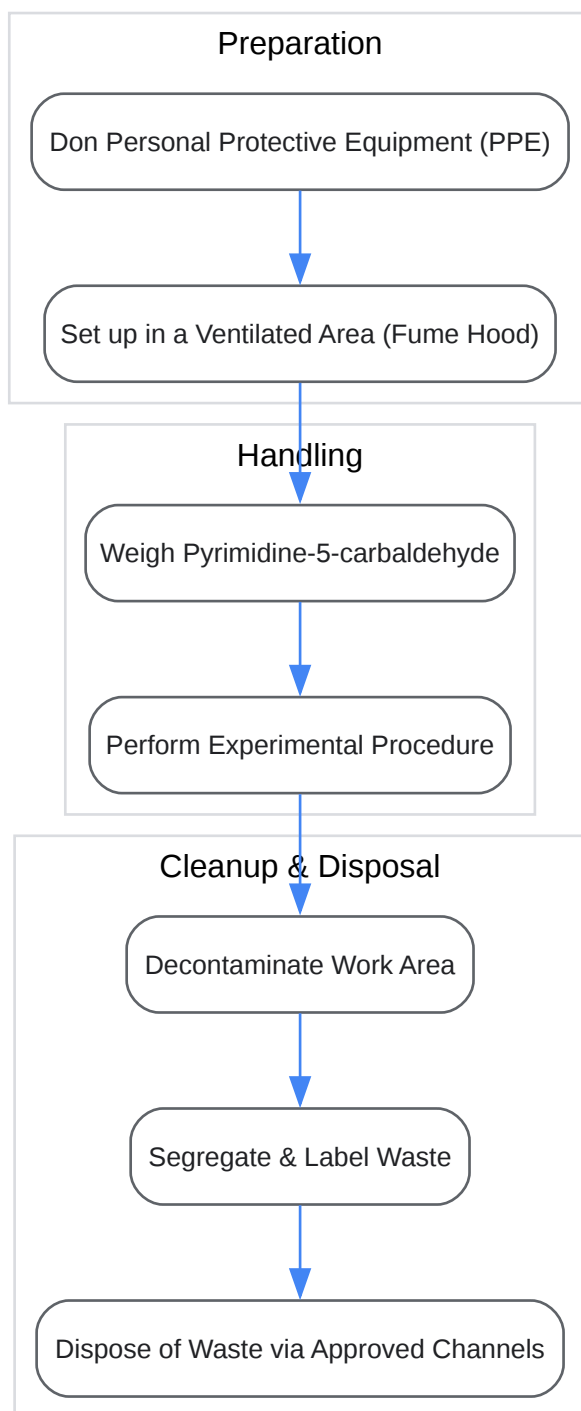 Preparation
Don Personal Protective Equipment (PPE)
Set up in a Ventilated Area (Fume Hood)
Handling
Weigh Pyrimidine-5-carbaldehyde
Perform Experimental Procedure
Cleanup & Disposal
Decontaminate Work Area
Segregate & Label Waste
Dispose of Waste via Approved Channels